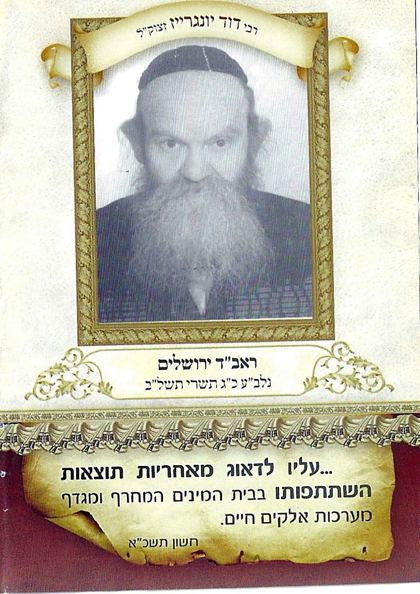 רבי דוד יונגרייז זצוק"ל
ראב"ד ירושלים
נלב"ע כ"ג תשרי תשל"ב
...עליו לדאוג מאחריות תוצאות
השתתפותו בבית המינים המחרף ומגדף
מערכות אלקים חיים.
חשון תשכ"א